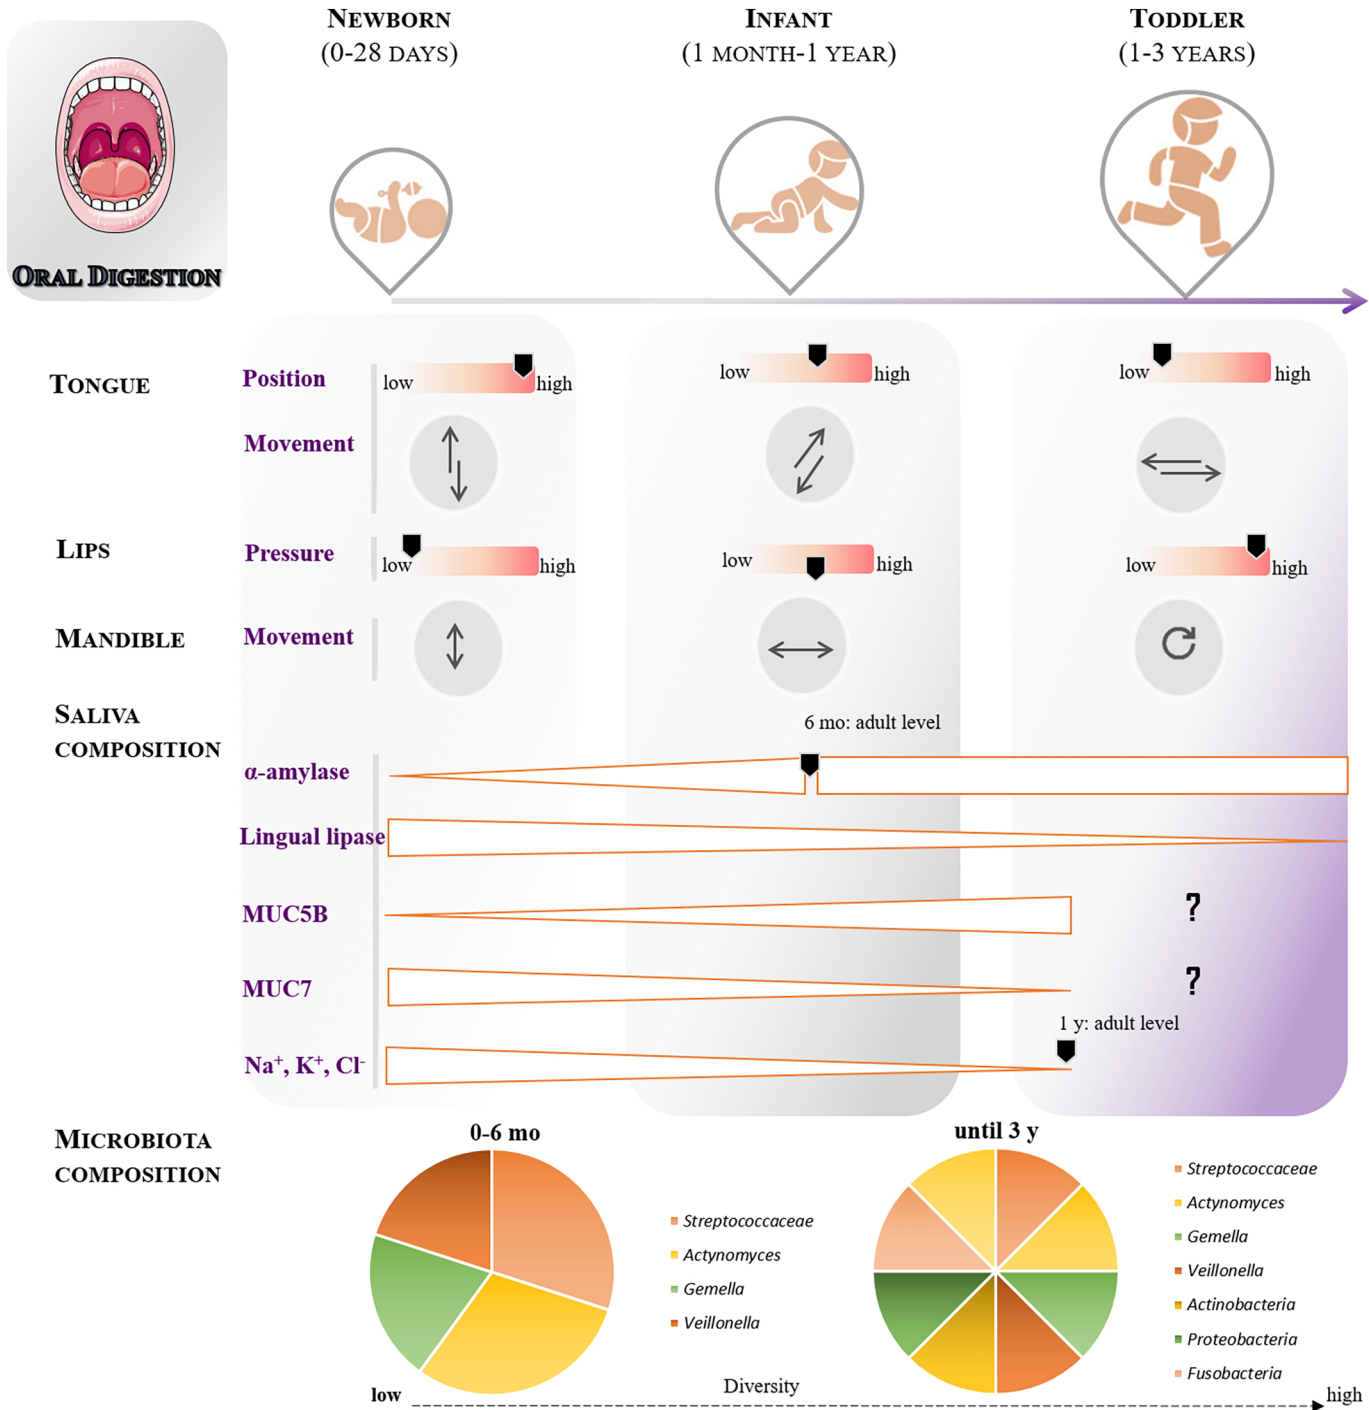 NEWBORN
(0-28 DAYS)
INFANT
(1 MONTH-1 YEAR)
TODDLER
(1-3 YEARS)
ORAL DIGESTION
TONGUE
Position
low
high
low
high
low
high
Movement
LIPS
Pressure
low
high
low
high
low
high
MANDIBLE
Movement
SALIVA
COMPOSITION
6 mo: adult level
α-amylase
Lingual lipase
MUC5B
?
MUC7
?
1 y: adult level
Na⁺, K⁺, Cl⁻
MICROBIOTA
COMPOSITION
0-6 mo
Streptococcaceae
Actynomyces
Gemella
Veillonella
until 3 y
Streptococcaceae
Actynomyces
Gemella
Veillonella
Actinobacteria
Proteobacteria
Fusobacteria
low
Diversity
high